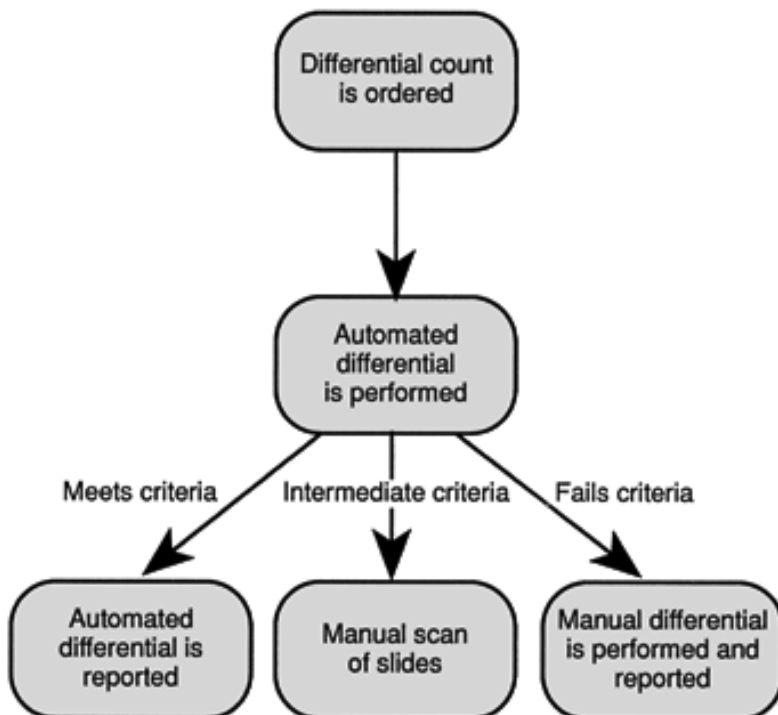 Differential count
is ordered
Automated
differential
is performed
Meets criteria
Intermediate criteria
Fails criteria
Automated
differential is
reported
Manual scan
of slides
Manual differential
is performed and
reported